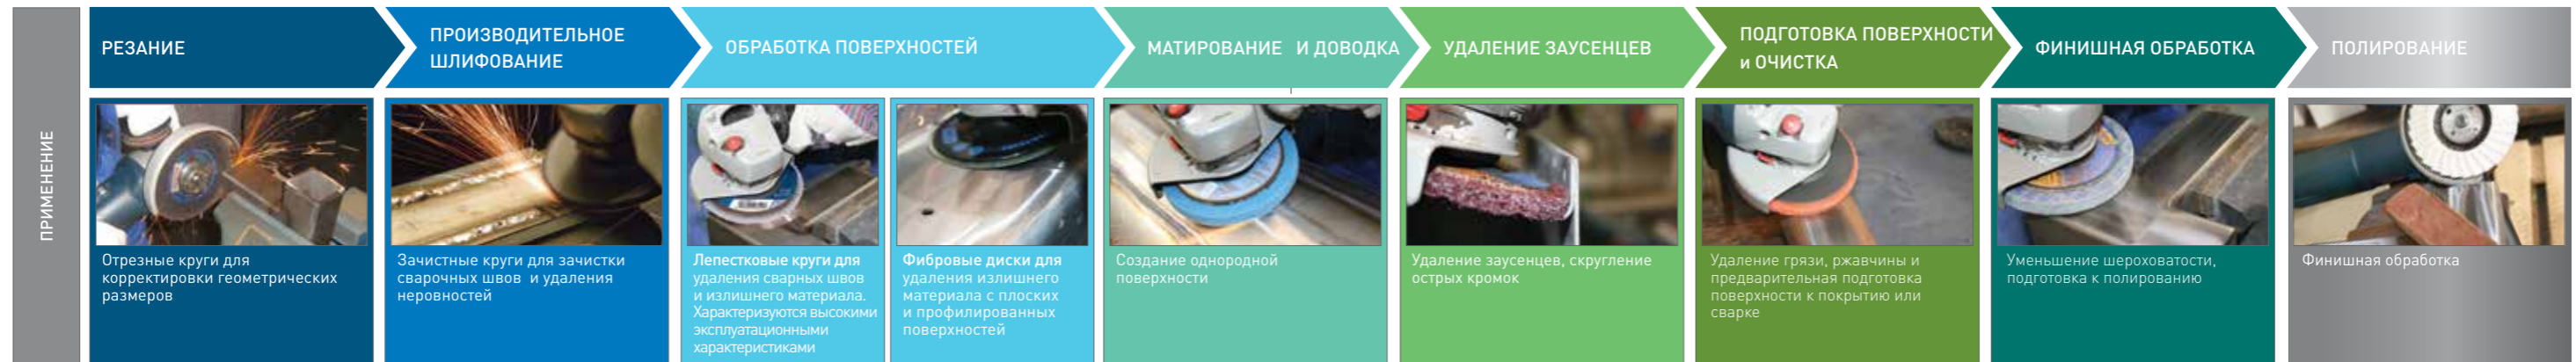 ПРИМЕНЕНИЕ
РЕЗАНИЕ
ПРОИЗВОДИТЕЛЬНОЕ
ШЛИФОВАНИЕ
ОБРАБОТКА ПОВЕРХНОСТЕЙ
МАТИРОВАНИЕ И ДОВОДКА
УДАЛЕНИЕ ЗАУСЕНЦЕВ
ПОДГОТОВКА ПОВЕРХНОСТИ
и ОЧИСТКА
ФИНИШНАЯ ОБРАБОТКА
ПОЛИРОВАНИЕ
Отрезные круги для
корректировки геометрических
размеров
Зачистные круги для зачистки
сварочных швов и удаления
неровностей
Лепестковые круги для
удаления сварных швов
и излишнего материала.
Характеризуются высокими
эксплуатационными
характеристиками
Фибровые диски для
удаления излишнего
материала с плоских
и профилированных
поверхностей
Создание однородной
поверхности
Удаление заусенцев, скругление
острых кромок
Удаление грязи, ржавчины и
предварительная подготовка
поверхности к покрытию или
сварке
Уменьшение шероховатости,
подготовка к полированию
Финишная обработка